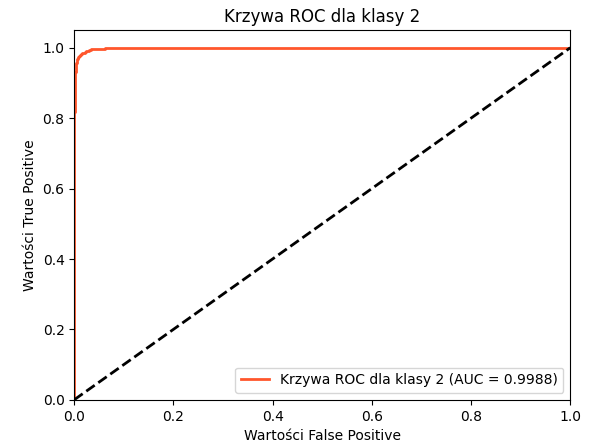 Krzywa ROC dla klasy 2
1.0
0.8
0.6
0.4
0.2
0.0
Wartości True Positive
Krzywa ROC dla klasy 2 (AUC = 0.9988)
0.0 0.2 0.4 0.6 0.8 1.0
Wartości False Positive